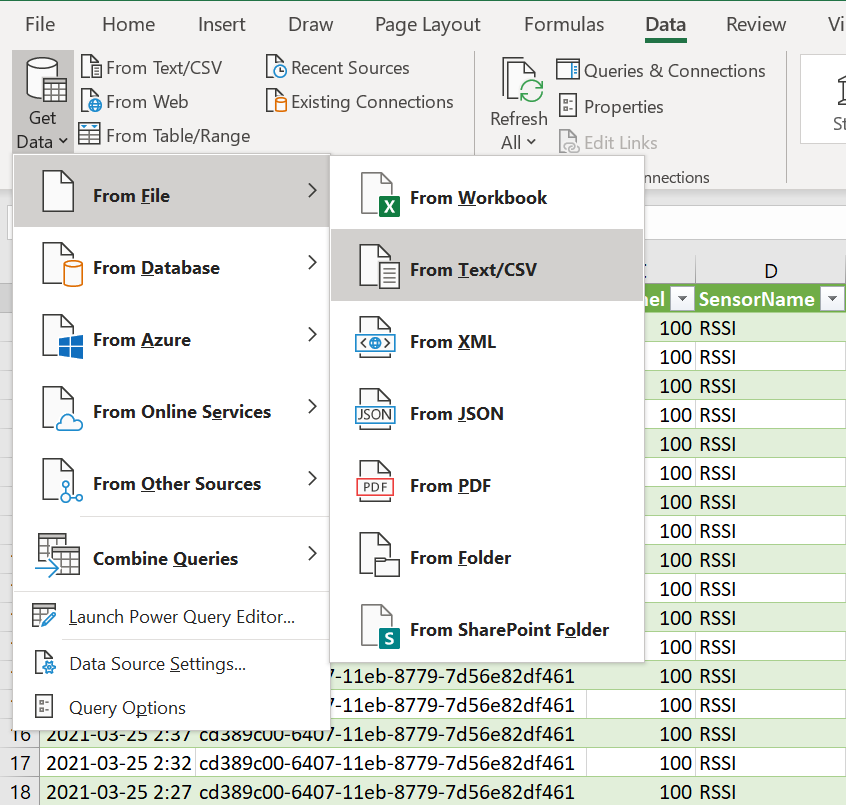 File Home Insert Draw Page Layout Formulas Data Review
Get Data
From Text/CSV
From Web
From Table/Range
Recent Sources
Existing Connections
Refresh All
Queries & Connections
Properties
Edit Links
nnections
From File
From Database
From Azure
From Online Services
From Other Sources
Combine Queries
Launch Power Query Editor...
Data Source Settings...
Query Options
From Workbook
From Text/CSV
From XML
JSON From JSON
PDF From PDF
From Folder
From SharePoint Folder
D
nel SensorName
100 RSSI
100 RSSI
100 RSSI
100 RSSI
100 RSSI
100 RSSI
100 RSSI
100 RSSI
100 RSSI
100 RSSI
100 RSSI
100 RSSI
7-11eb-8779-7d56e82df461 100 RSSI
7-11eb-8779-7d56e82df461 100 RSSI
16 2021-03-25 2:37 cd389c00-6407-11eb-8779-7d56e82df461 100 RSSI
17 2021-03-25 2:32 cd389c00-6407-11eb-8779-7d56e82df461 100 RSSI
18 2021-03-25 2:27 cd389c00-6407-11eb-8779-7d56e82df461 100 RSSI